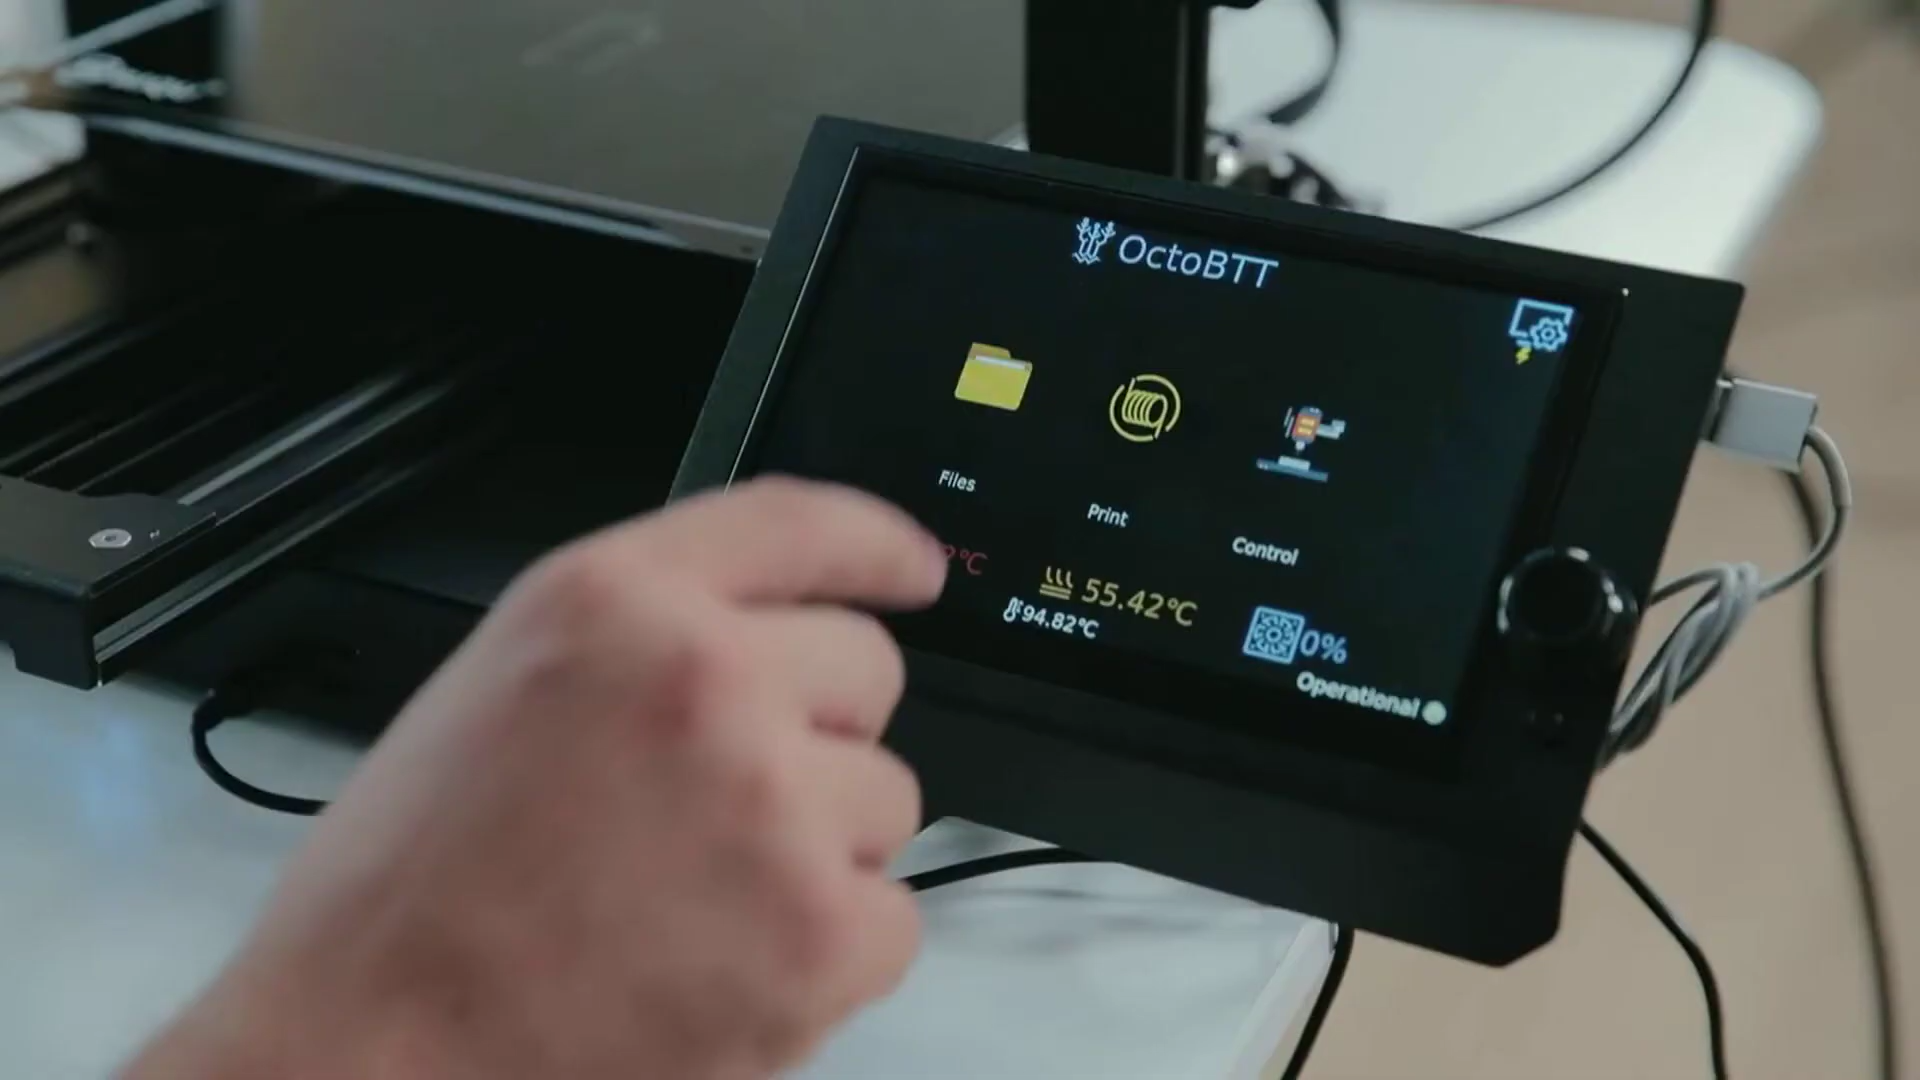 OctoBTT
Files
Print
Control
°C
55.42°C
94.82°C
0%
Operational